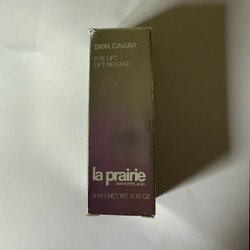 SKIN CAVIAR
EYE LIFT
LIFT REGARD
la prairie
SWITZERLAND
3 ml / NET WT. 0.10 OZ